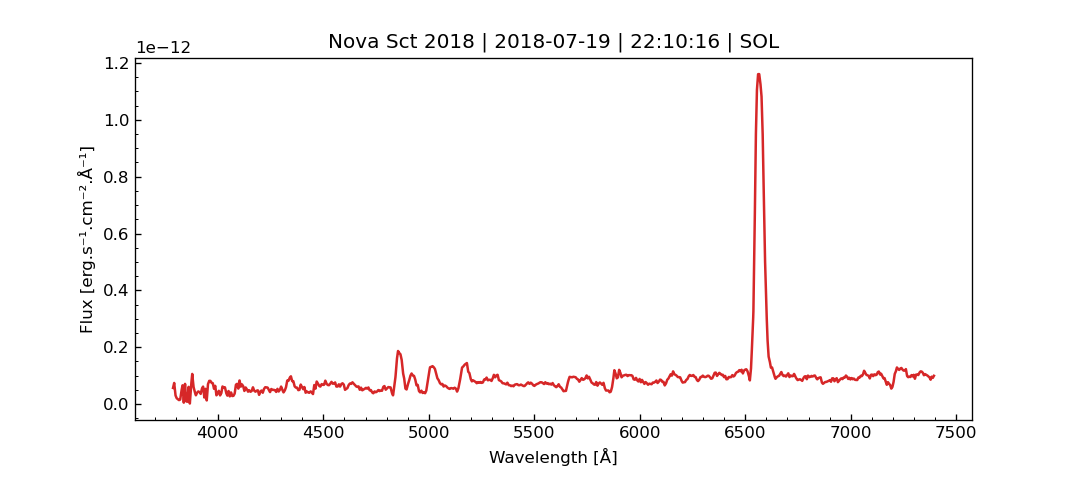 Nova Sct 2018 | 2018-07-19 | 22:10:16 | SOL
1e−12
1.2
1.0
0.8
0.6
0.4
0.2
0.0
Flux [erg.s⁻¹.cm⁻².Å⁻¹]
4000 4500 5000 5500 6000 6500 7000 7500
Wavelength [Å]